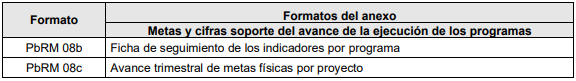 Formato
Formatos del anexo
Metas y cifras soporte del avance de la ejecución de los programas
PbRM 08b
Ficha de seguimiento de los indicadores por programa
PbRM 08c
Avance trimestral de metas físicas por proyecto